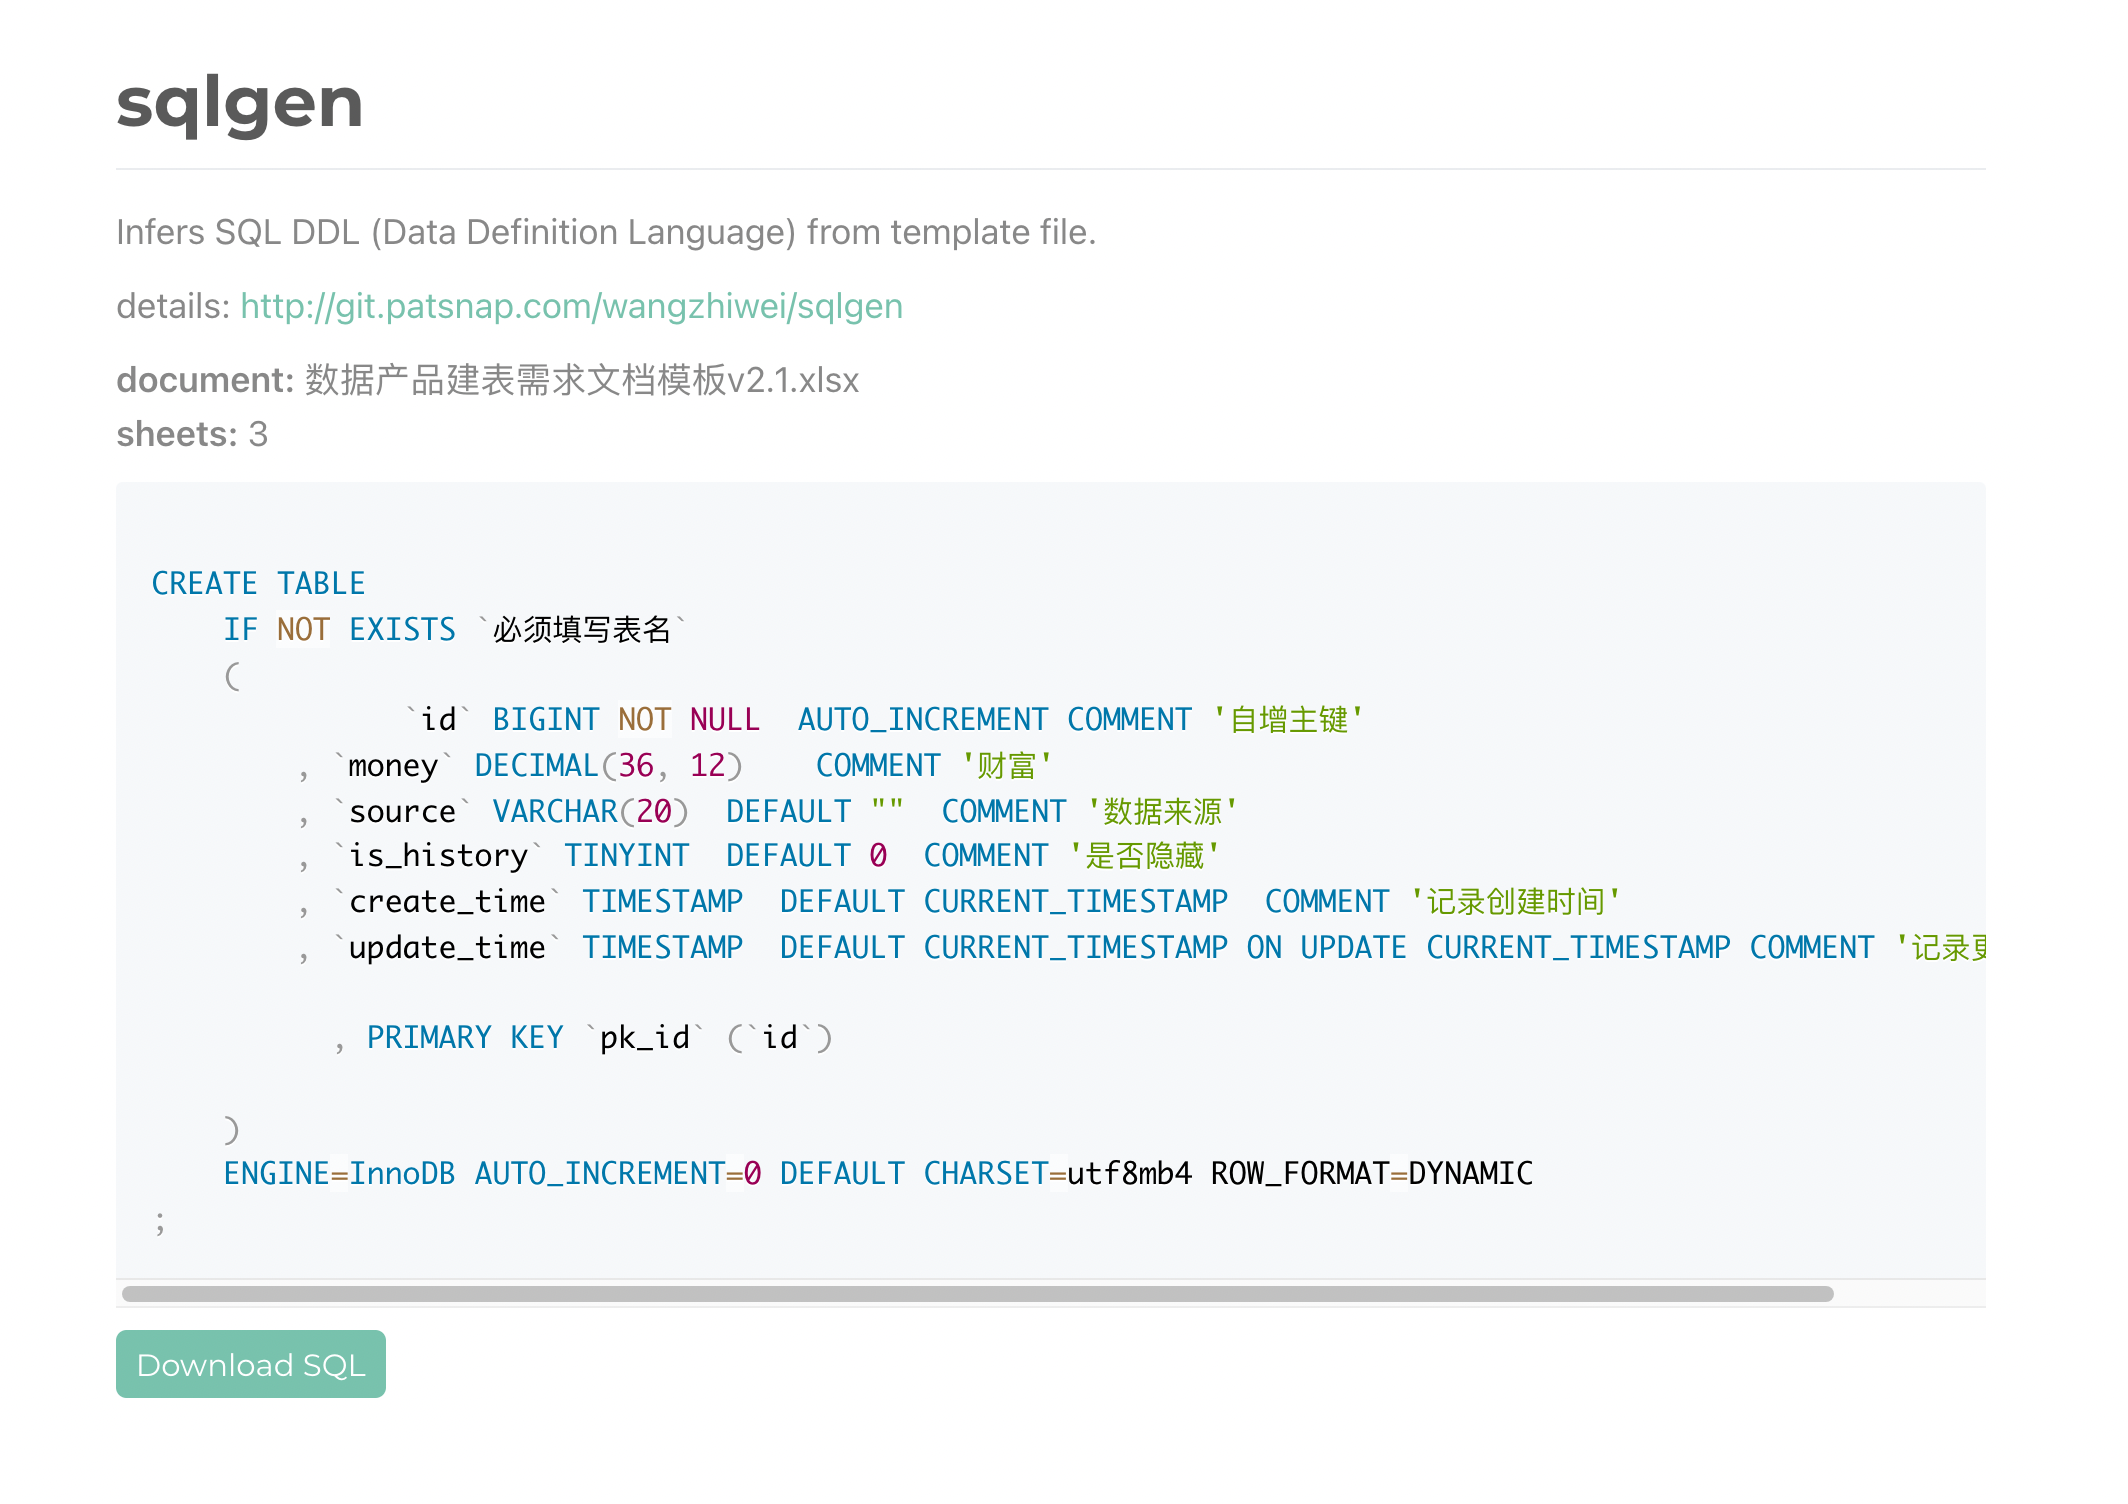 sqlgen
Infers SQL DDL (Data Definition Language) from template file.
details: http://git.patsnap.com/wangzhiwei/sqlgen
document: 数据产品建表需求文档模板v2.1.xlsx
sheets: 3
CREATE TABLE
IF NOT EXISTS `必须填写表名`
(
`id` BIGINT NOT NULL  AUTO_INCREMENT COMMENT '自增主键'
, `money` DECIMAL(36, 12)    COMMENT '财富'
, `source` VARCHAR(20)  DEFAULT ""  COMMENT '数据来源'
, `is_history` TINYINT  DEFAULT 0  COMMENT '是否隐藏'
, `create_time` TIMESTAMP  DEFAULT CURRENT_TIMESTAMP  COMMENT '记录创建时间'
, `update_time` TIMESTAMP  DEFAULT CURRENT_TIMESTAMP ON UPDATE CURRENT_TIMESTAMP COMMENT '记录
, PRIMARY KEY `pk_id` (`id`)
)
ENGINE=InnoDB AUTO_INCREMENT=0 DEFAULT CHARSET=utf8mb4 ROW_FORMAT=DYNAMIC
;
Download SQL